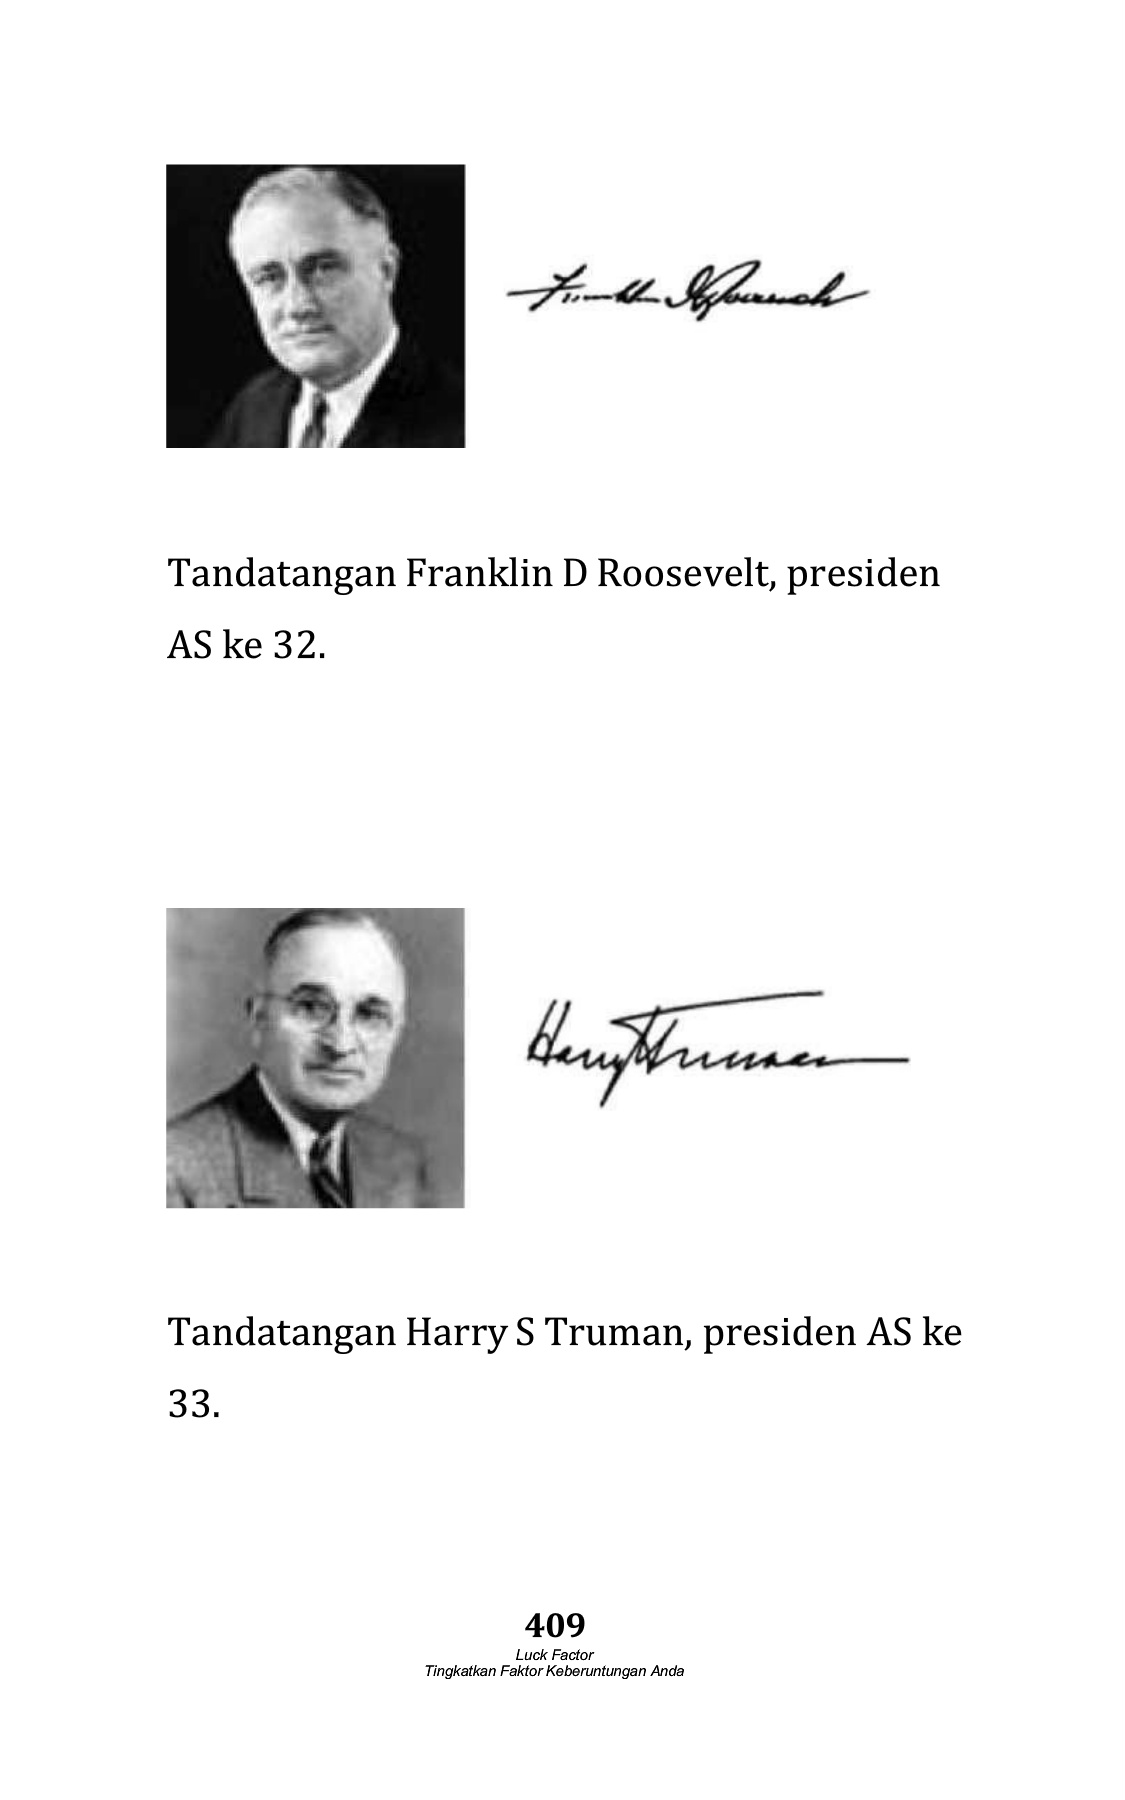 Franklin D Roosevelt
Tandatangan Franklin D Roosevelt, presiden
AS ke 32.
Harry S Truman
Tandatangan Harry S Truman, presiden AS ke
33.
409
Luck Factor
Tingkatkan Faktor Keberuntungan Anda